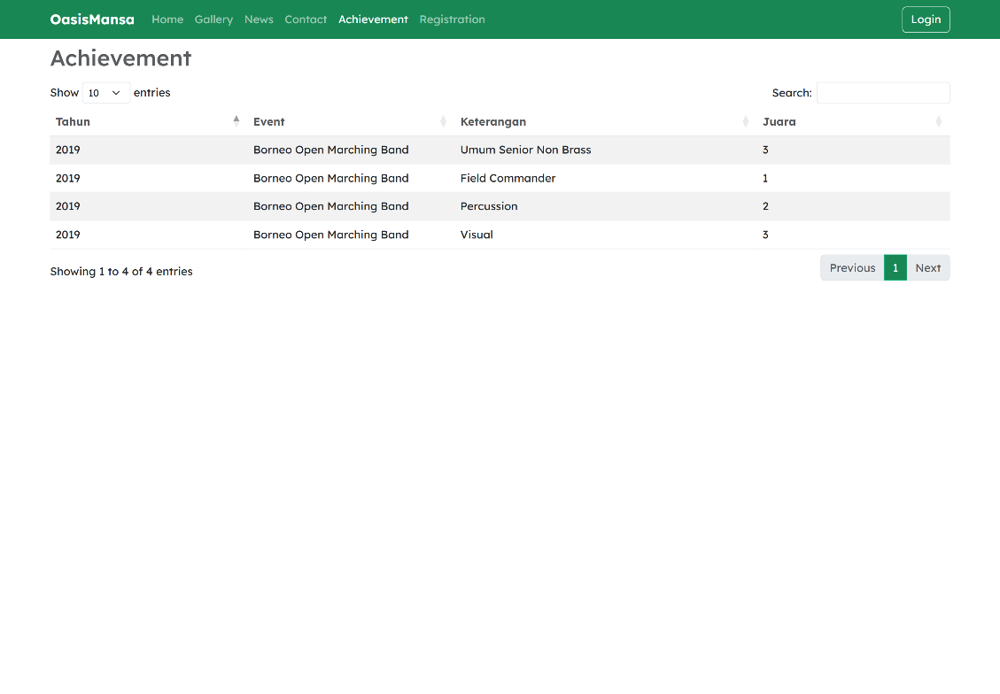 OasisMansa Home Gallery News Contact Achievement Registration Login
Achievement
Show 10 entries Search:
Tahun Event Keterangan Juara
2019 Borneo Open Marching Band Umum Senior Non Brass 3
2019 Borneo Open Marching Band Field Commander 1
2019 Borneo Open Marching Band Percussion 2
2019 Borneo Open Marching Band Visual 3
Showing 1 to 4 of 4 entries Previous 1 Next